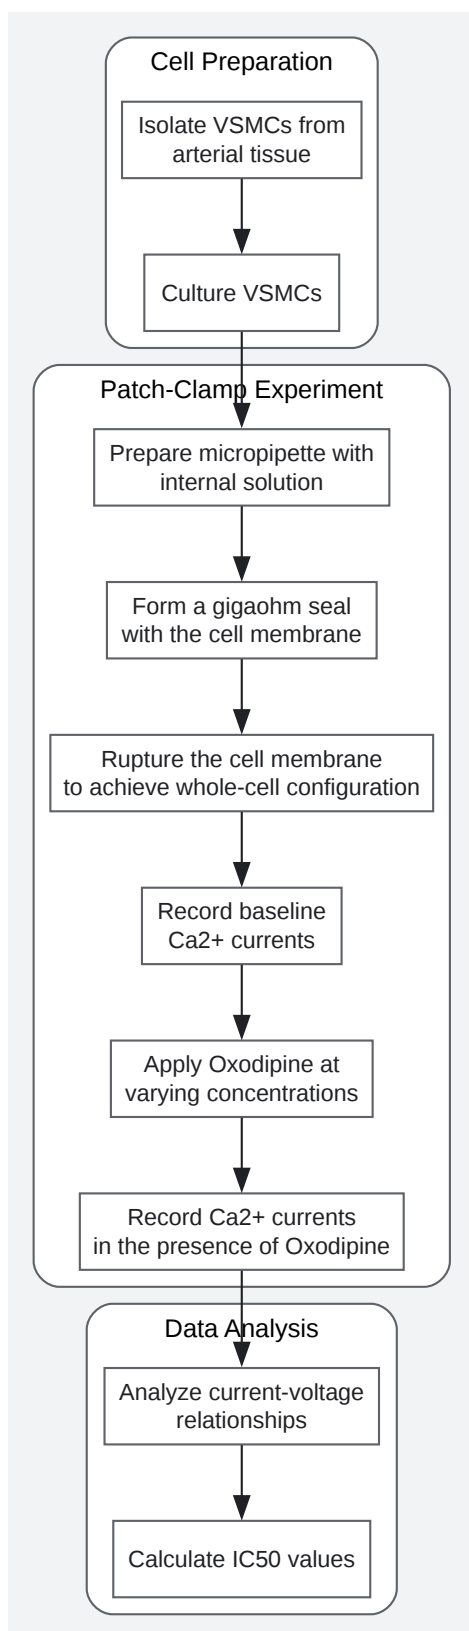 Cell Preparation
Isolate VSMCs from
arterial tissue
Culture VSMCs
Patch-Clamp Experiment
Prepare micropipette with
internal solution
Form a gigaohm seal
with the cell membrane
Rupture the cell membrane
to achieve whole-cell configuration
Record baseline
Ca2+ currents
Apply Oxodipine at
varying concentrations
Record Ca2+ currents
in the presence of Oxodipine
Data Analysis
Analyze current-voltage
relationships
Calculate IC50 values